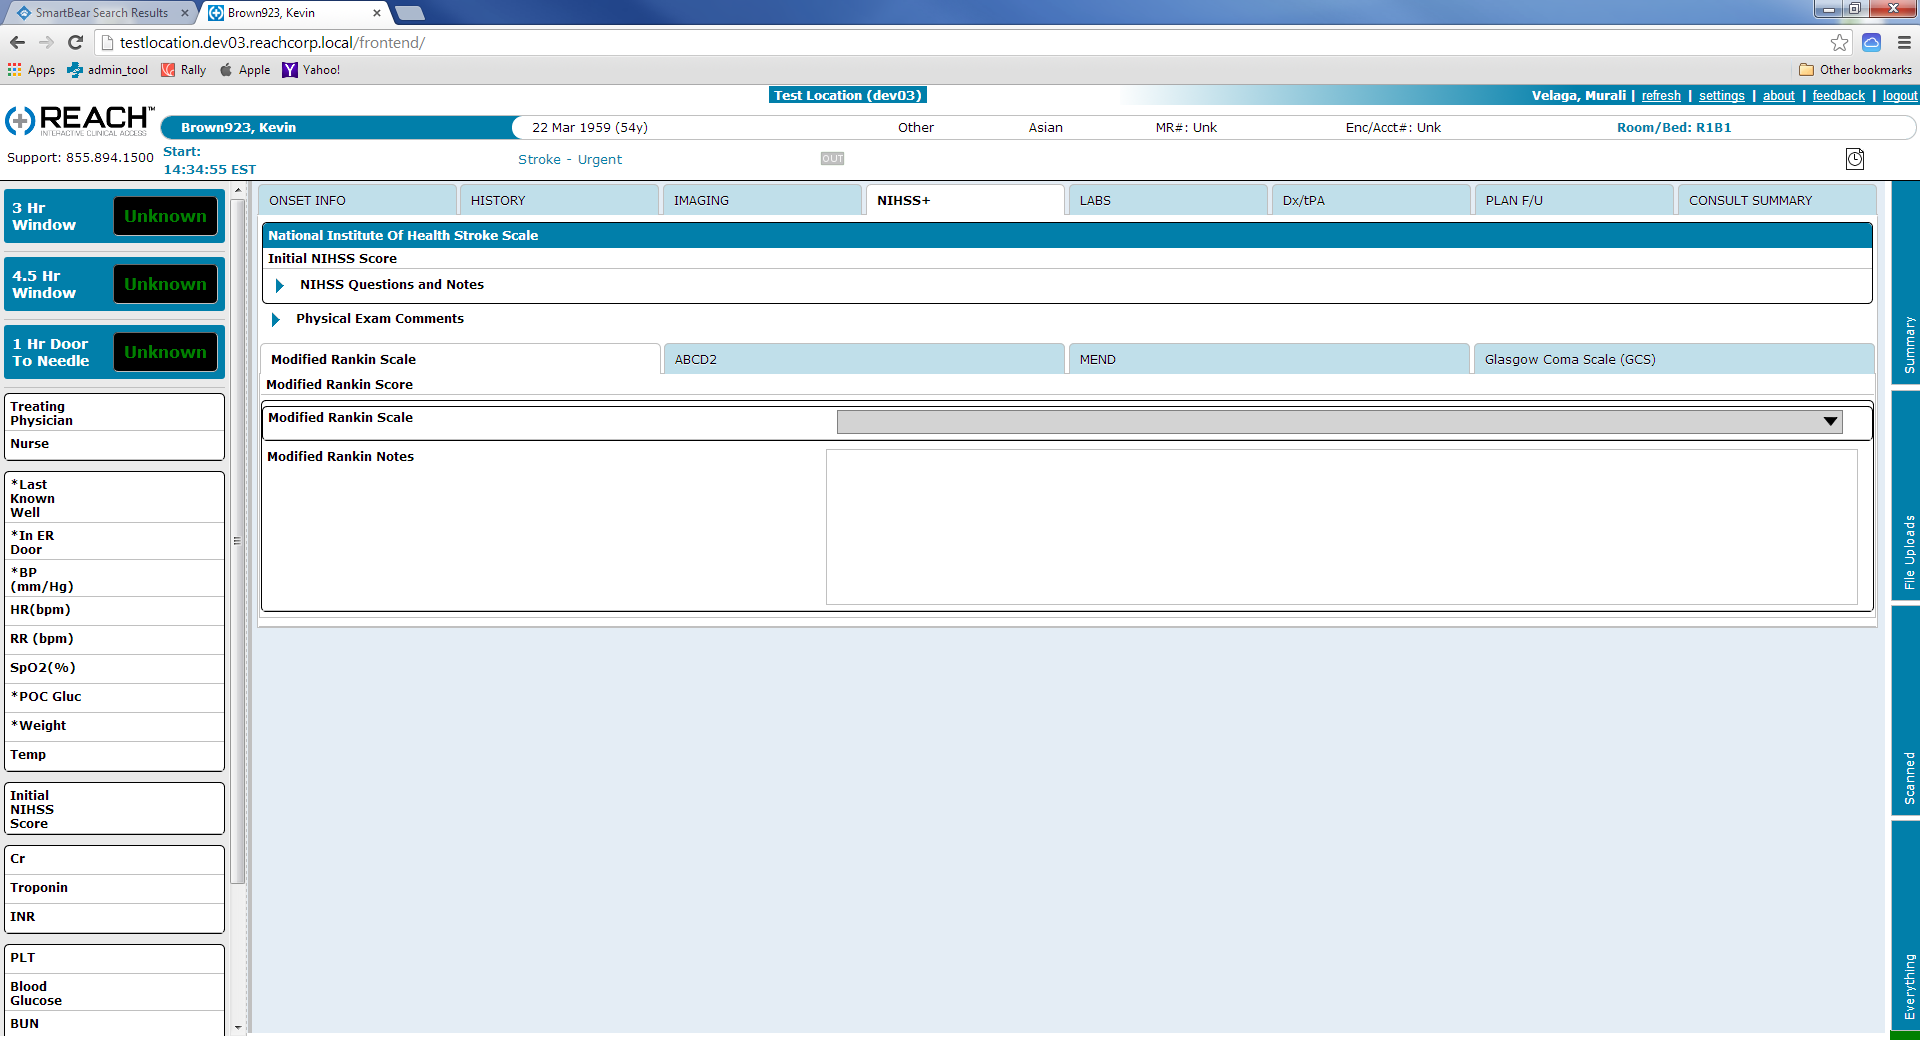 SmartBear Search Results
Brown923, Kevin
testlocation.dev03.reachcorp.local/frontend/
Apps admin_tool Rally Apple Yahoo! Other bookmarks
Test Location (dev03) Velaga, Murali | refresh | settings | about | feedback | logout
REACH™
INTERACTIVE CLINICAL ACCESS
Brown923, Kevin 22 Mar 1959 (54y) Other Asian MR#: Unk Enc/Acct#: Unk Room/Bed: R1B1
Support: 855.894.1500
Start:
14:34:55 EST
Stroke - Urgent
OUT
3 Hr
Window
Unknown
4.5 Hr
Window
Unknown
1 Hr Door
To Needle
Unknown
Treating
Physician
Nurse
*Last
Known
Well
*In ER
Door
*BP
(mm/Hg)
HR(bpm)
RR (bpm)
SpO2(%)
*POC Gluc
*Weight
Temp
Initial
NIHSS
Score
Cr
Troponin
INR
PLT
Blood
Glucose
BUN
ONSET INFO HISTORY IMAGING NIHSS+ LABS Dx/tPA PLAN F/U CONSULT SUMMARY
National Institute Of Health Stroke Scale
Initial NIHSS Score
NIHSS Questions and Notes
Physical Exam Comments
Modified Rankin Scale ABCD2 MEND Glasgow Coma Scale (GCS)
Modified Rankin Score
Modified Rankin Scale
Modified Rankin Notes
Summary
File Uploads
Scanned
Everything